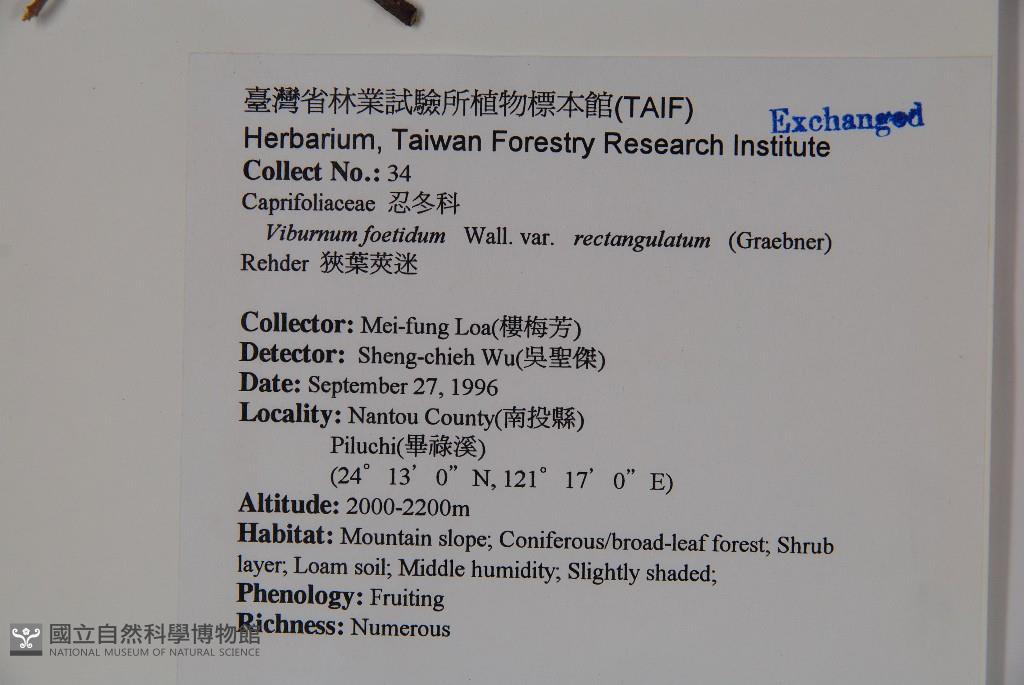 臺灣省林業試驗所植物標本館(TAIF)
Exchanged
Herbarium, Taiwan Forestry Research Institute
Collect No.: 34
Caprifoliaceae 忍冬科
Viburnum foetidum Wall. var. rectangulatum (Graebner)
Rehder 狹葉莢迷
Collector: Mei-fung Loa(樓梅芳)
Detector: Sheng-chieh Wu(吳聖傑)
Date: September 27, 1996
Locality: Nantou County(南投縣)
Piluchi(畢祿溪)
(24° 13' 0" N, 121° 17' 0" E)
Altitude: 2000-2200m
Habitat: Mountain slope; Coniferous/broad-leaf forest; Shrub
layer; Loam soil; Middle humidity; Slightly shaded;
Phenology: Fruiting
Richness: Numerous
國立自然科學博物館
NATIONAL MUSEUM OF NATURAL SCIENCE